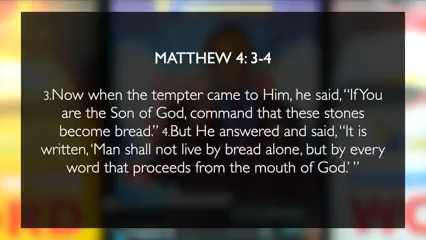 MATTHEW 4: 3-4
3.Now when the tempter came to Him, he said, “If You
are the Son of God, command that these stones
become bread.” 4.But He answered and said, “It is
written, ‘Man shall not live by bread alone, but by every
word that proceeds from the mouth of God.’ ”